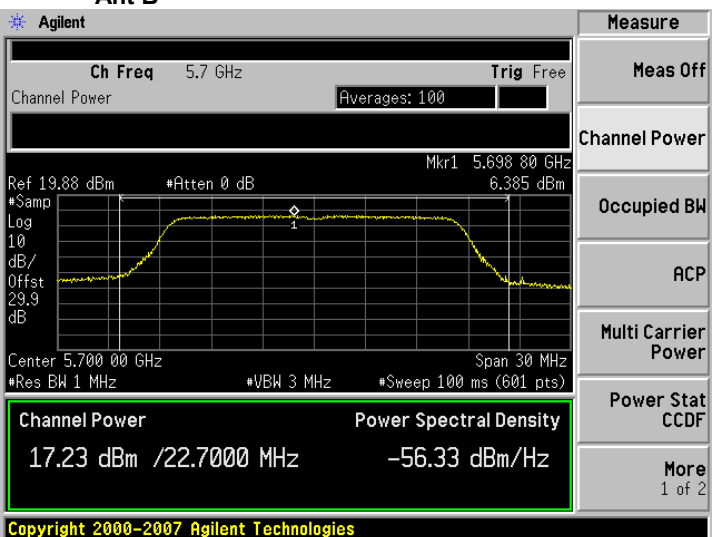 Ant B
Agilent
Measure
Ch Freq 5.7 GHz Trig Free
Channel Power Averages: 100
Mkr1 5.698 80 GHz
Ref 19.88 dBm #Atten 0 dB 6.385 dBm
#Samp
Log
10
dB/
Offst
29.9
dB
1
Center 5.700 00 GHz Span 30 MHz
#Res BW 1 MHz #VBW 3 MHz #Sweep 100 ms (601 pts)
Channel Power Power Spectral Density
17.23 dBm /22.7000 MHz -56.33 dBm/Hz
Copyright 2000-2007 Agilent Technologies
Meas Off
Channel Power
Occupied BW
ACP
Multi Carrier
Power
Power Stat
CCDF
More
1 of 2